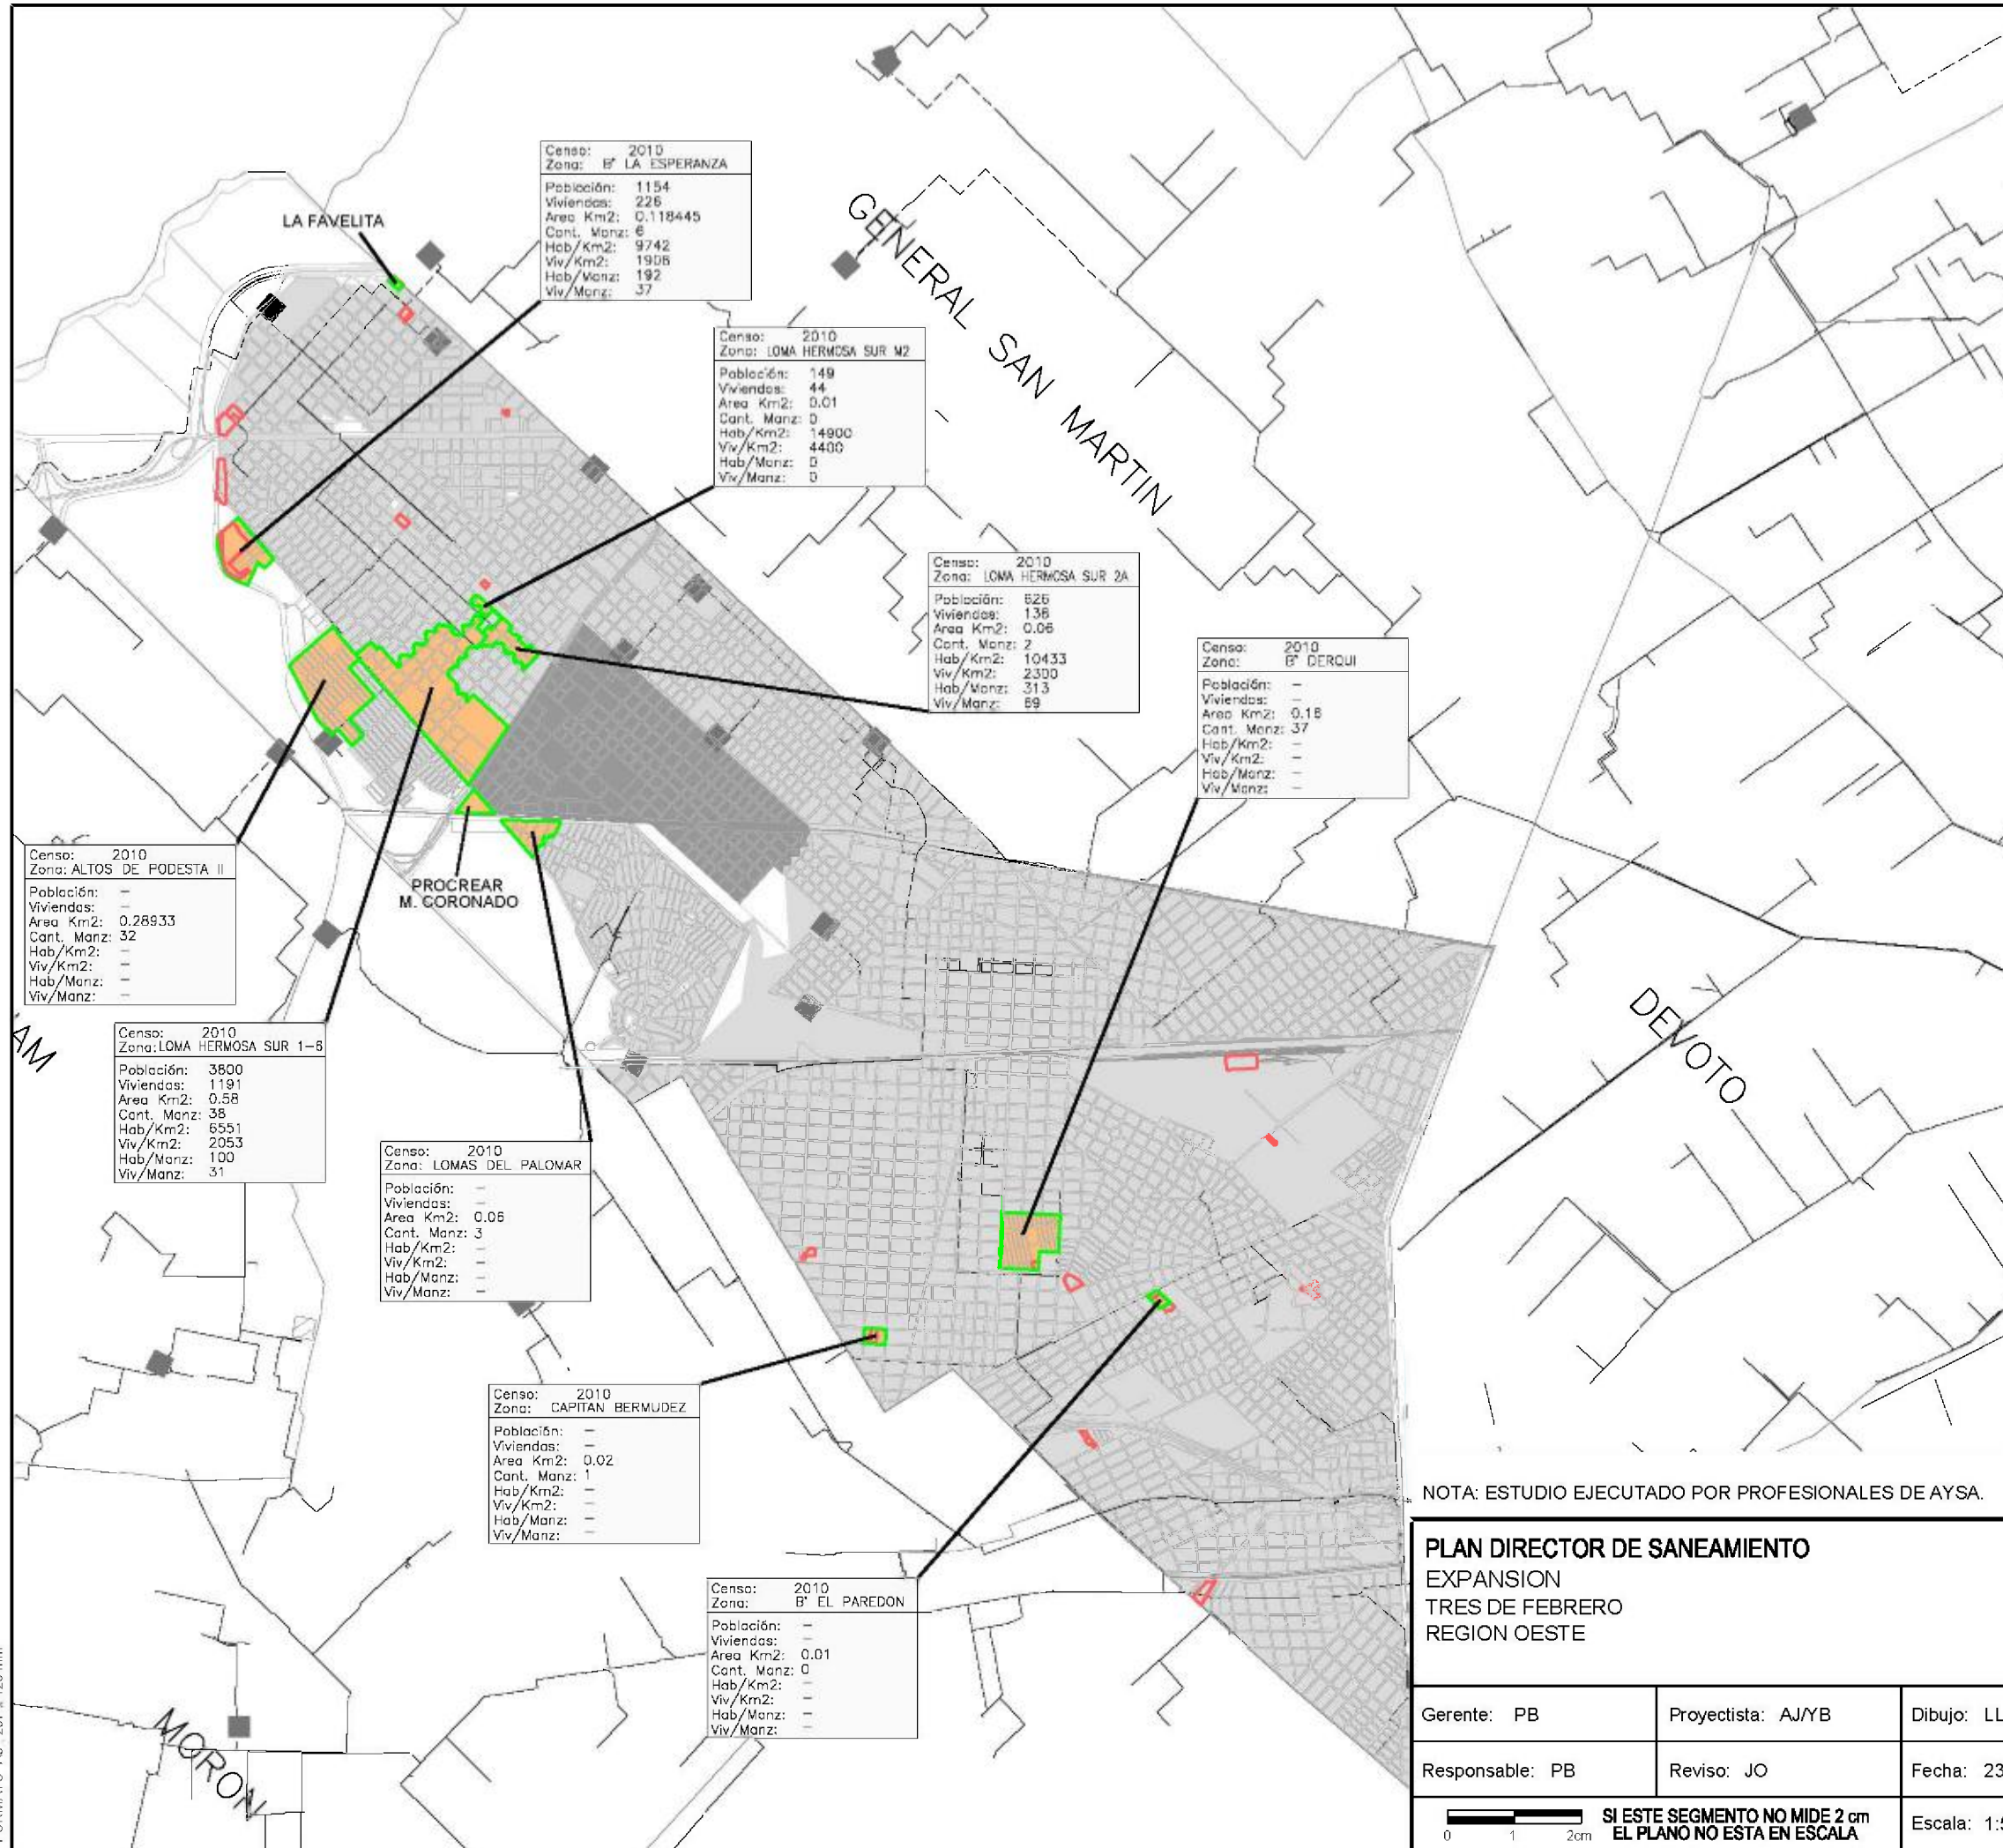 LA FAVELITA
Censo: 2010
Zona: B° LA ESPERANZA
Población: 1154
Viviendas: 226
Area Km2: 0.118445
Cant. Manz: 6
Hab/Km2: 9742
Viv/Km2: 1908
Hab/Manz: 192
Viv/Manz: 37
GENERAL SAN MARTIN
Censo: 2010
Zona: LOMA HERMOSA SUR M2
Población: 149
Viviendas: 44
Area Km2: 0.01
Cant. Manz: 0
Hab/Km2: 14900
Viv/Km2: 4400
Hab/Manz: 0
Viv/Manz: 0
Censo: 2010
Zona: LOMA HERMOSA SUR 2A
Población: 626
Viviendas: 138
Area Km2: 0.06
Cant. Manz: 2
Hab/Km2: 10433
Viv/Km2: 2300
Hab/Manz: 313
Viv/Manz: 69
Censo: 2010
Zona: B° DERQUI
Población: –
Viviendas: –
Area Km2: 0.18
Cant. Manz: 37
Hab/Km2: –
Viv/Km2: –
Hab/Manz: –
Viv/Manz: –
Censo: 2010
Zona: ALTOS DE PODESTA II
Población: –
Viviendas: –
Area Km2: 0.28933
Cant. Manz: 32
Hab/Km2: –
Viv/Km2: –
Hab/Manz: –
Viv/Manz: –
PROCREAR
M. CORONADO
AM
Censo: 2010
Zona: LOMA HERMOSA SUR 1–6
Población: 3800
Viviendas: 1191
Area Km2: 0.58
Cant. Manz: 38
Hab/Km2: 6551
Viv/Km2: 2053
Hab/Manz: 100
Viv/Manz: 31
DEVOTO
Censo: 2010
Zona: LOMAS DEL PALOMAR
Población: –
Viviendas: –
Area Km2: 0.06
Cant. Manz: 3
Hab/Km2: –
Viv/Km2: –
Hab/Manz: –
Viv/Manz: –
Censo: 2010
Zona: CAPITAN BERMUDEZ
Población: –
Viviendas: –
Area Km2: 0.02
Cant. Manz: 1
Hab/Km2: –
Viv/Km2: –
Hab/Manz: –
Viv/Manz: –
Censo: 2010
Zona: B° EL PAREDON
Población: –
Viviendas: –
Area Km2: 0.01
Cant. Manz: 0
Hab/Km2: –
Viv/Km2: –
Hab/Manz: –
Viv/Manz: –
MORON
NOTA: ESTUDIO EJECUTADO POR PROFESIONALES DE AYSA.
PLAN DIRECTOR DE SANEAMIENTO
EXPANSION
TRES DE FEBRERO
REGION OESTE
Gerente: PB Proyectista: AJ/YB Dibujo: LL
Responsable: PB Reviso: JO Fecha: 23
0 1 2cm
SI ESTE SEGMENTO NO MIDE 2 cm
EL PLANO NO ESTA EN ESCALA
Escala: 1: